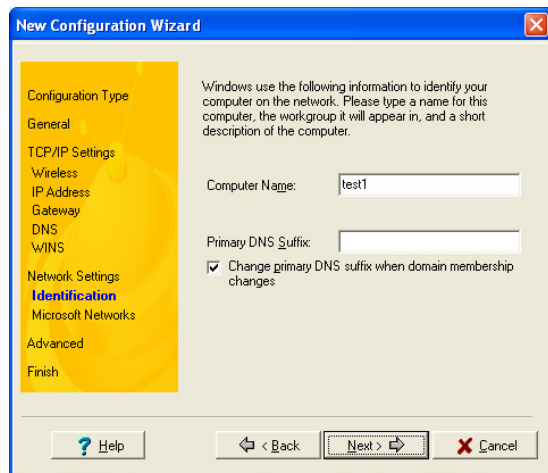 New Configuration Wizard
Configuration Type
General
TCP/IP Settings
Wireless
IP Address
Gateway
DNS
WINS
Network Settings
Identification
Microsoft Networks
Advanced
Finish
Windows use the following information to identify your
computer on the network. Please type a name for this
computer, the workgroup it will appear in, and a short
description of the computer.
Computer Name: test1
Primary DNS Suffix:
Change primary DNS suffix when domain membership
changes
? Help
< Back
Next >
Cancel